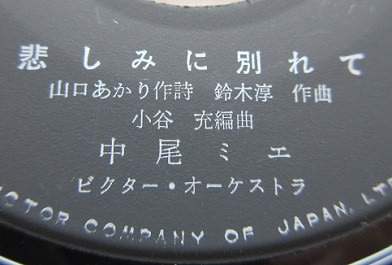 悲しみに別れて
山口あかり作詩 鈴木淳 作曲
小谷 充編曲
中尾ミエ
ビクター・オーケストラ
COMPANY OF JAPAN, LT